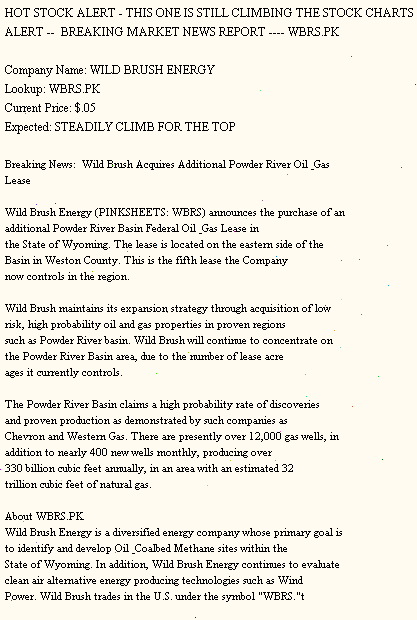 HOT STOCK ALERT - THIS ONE IS STILL CLIMBING THE STOCK CHARTS
ALERT -- BREAKING MARKET NEWS REPORT ---- WBRS.PK
Company Name: WILD BRUSH ENERGY
Lookup: WBRS.PK
Current Price: $.05
Expected: STEADILY CLIMB FOR THE TOP
Breaking News: Wild Brush Acquires Additional Powder River Oil _Gas
Lease
Wild Brush Energy (PINKSHEETS: WBRS) announces the purchase of an
additional Powder River Basin Federal Oil _Gas Lease in
the State of Wyoming. The lease is located on the eastern side of the
Basin in Weston County. This is the fifth lease the Company
now controls in the region.
Wild Brush maintains its expansion strategy through acquisition of low
risk, high probability oil and gas properties in proven regions
such as Powder River basin. Wild Brush will continue to concentrate on
the Powder River Basin area, due to the number of lease acre
ages it currently controls.
The Powder River Basin claims a high probability rate of discoveries
and proven production as demonstrated by such companies as
Chevron and Western Gas. There are presently over 12,000 gas wells, in
addition to nearly 400 new wells monthly, producing over
330 billion cubic feet annually, in an area with an estimated 32
trillion cubic feet of natural gas.
About WBRS.PK
Wild Brush Energy is a diversified energy company whose primary goal is
to identify and develop Oil _Coalbed Methane sites within the
State of Wyoming. In addition, Wild Brush Energy continues to evaluate
clean air alternative energy producing technologies such as Wind
Power. Wild Brush trades in the U.S. under the symbol "WBRS."t